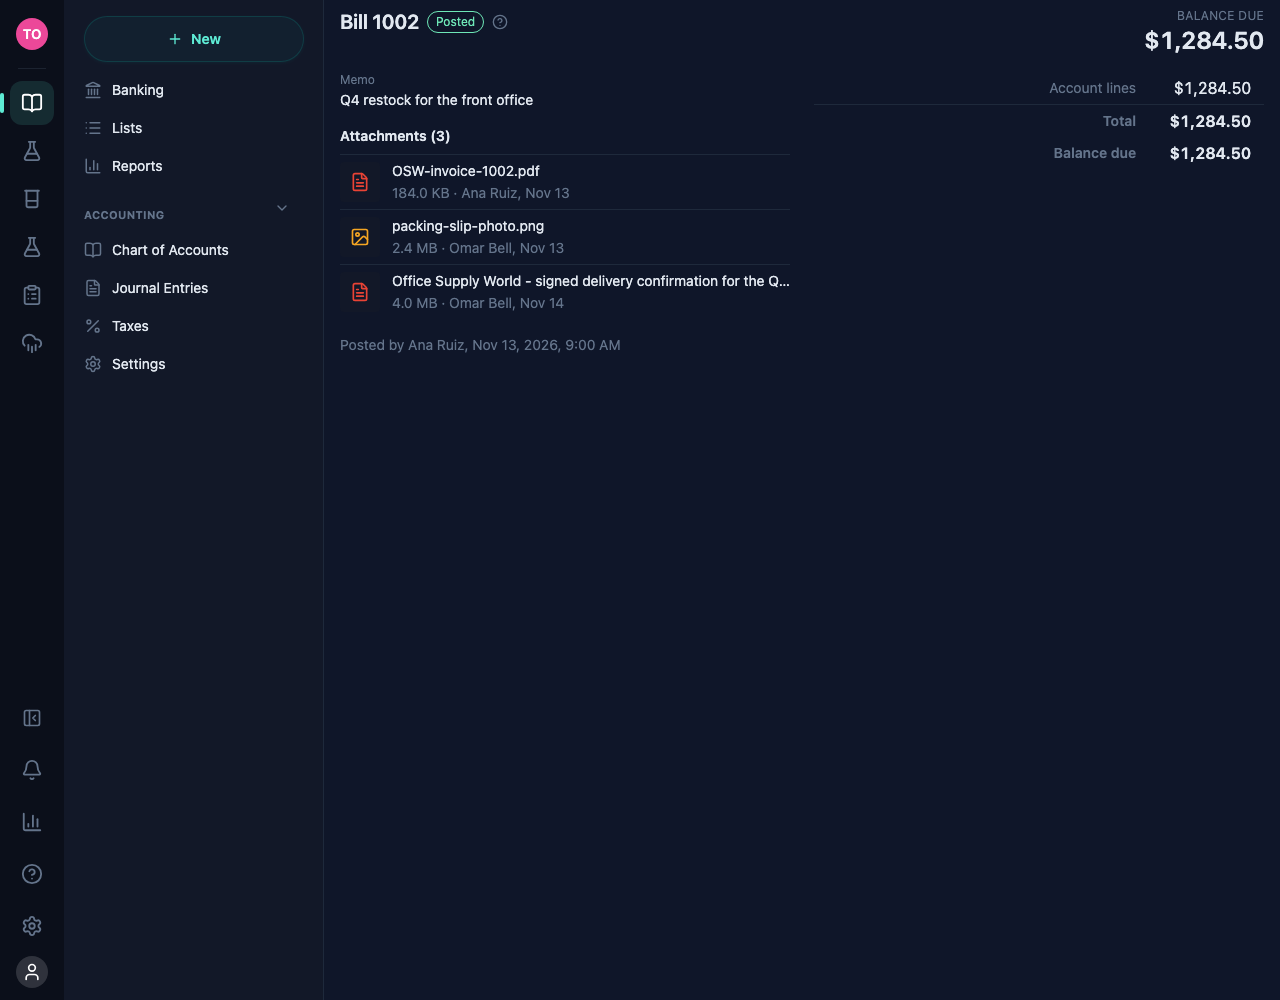 TO
New
Banking
Lists
Reports
ACCOUNTING
Chart of Accounts
Journal Entries
Taxes
Settings
Bill 1002 Posted
BALANCE DUE
$1,284.50
Memo
Q4 restock for the front office
Attachments (3)
OSW-invoice-1002.pdf
184.0 KB · Ana Ruiz, Nov 13
packing-slip-photo.png
2.4 MB · Omar Bell, Nov 13
Office Supply World - signed delivery confirmation for the Q...
4.0 MB · Omar Bell, Nov 14
Posted by Ana Ruiz, Nov 13, 2026, 9:00 AM
Account lines $1,284.50
Total $1,284.50
Balance due $1,284.50